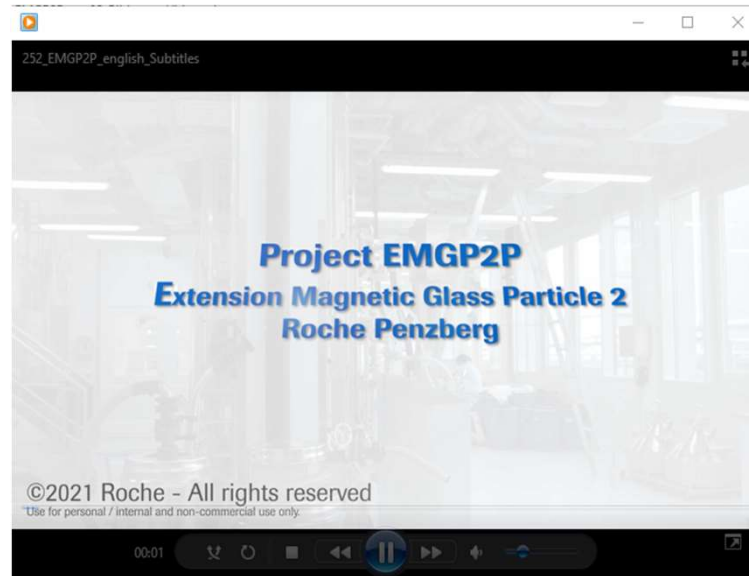 252_EMGP2P_english_Subtitles
Project EMGP2P
Extension Magnetic Glass Particle 2
Roche Penzberg
©2021 Roche - All rights reserved
Use for personal / internal and non-commercial use only.
00:01